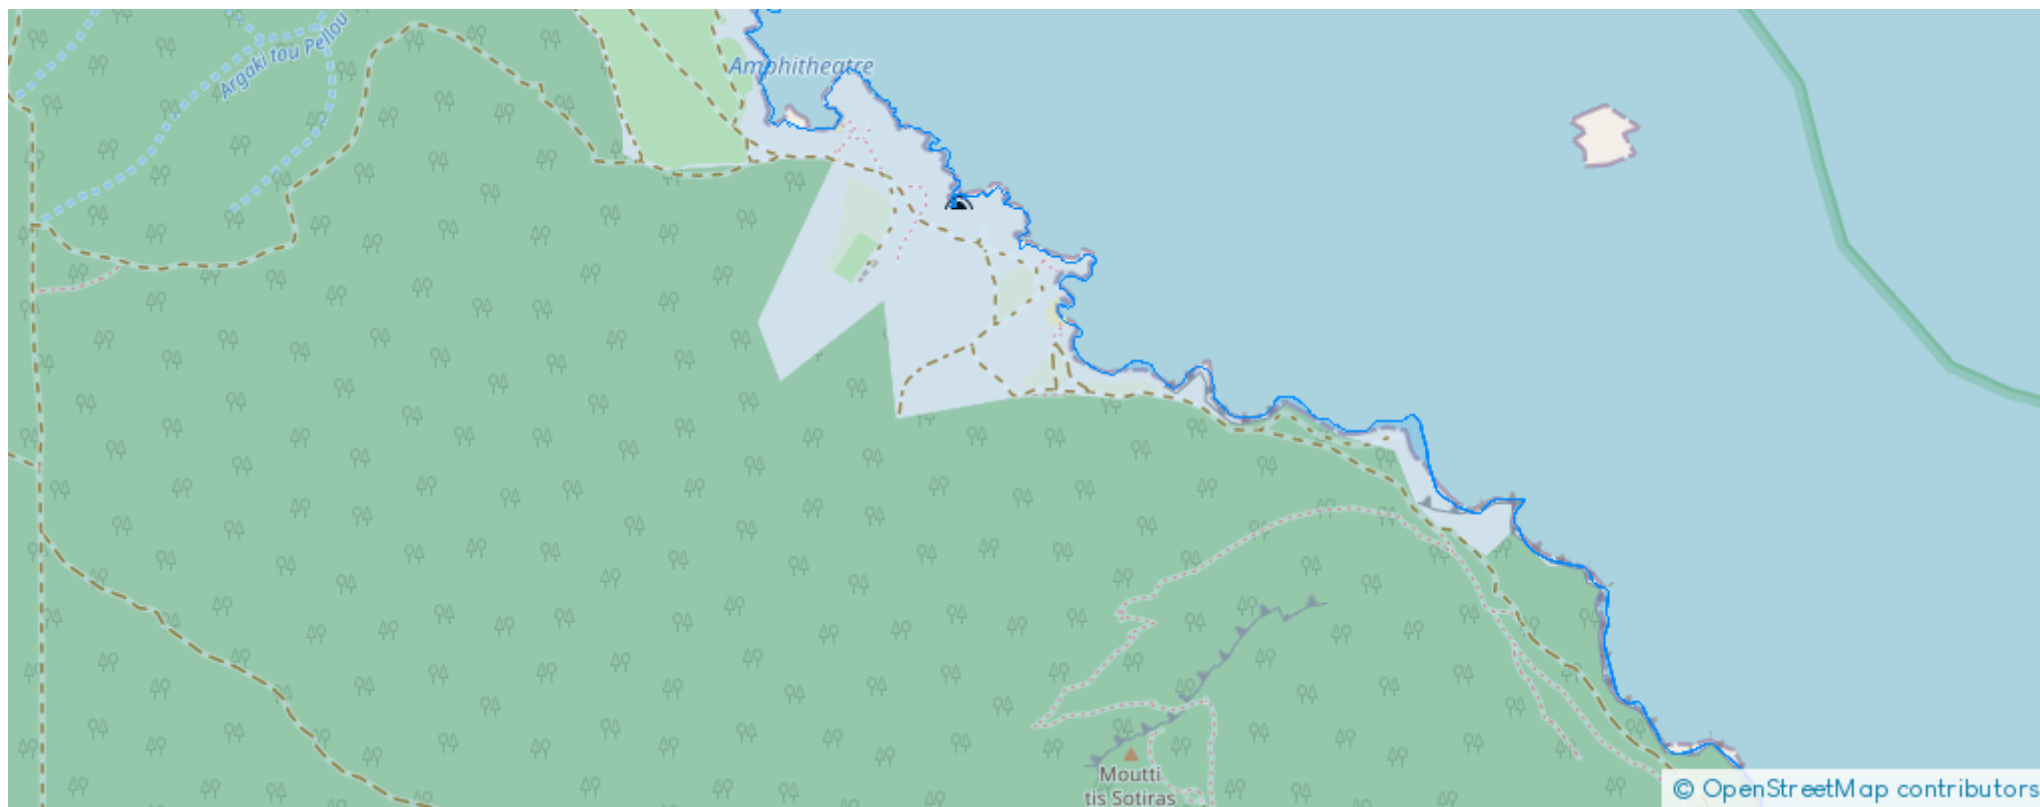 Argaki tou Pellou
Amphitheatre
Moutti
tis Sotiras
© OpenStreetMap contributors